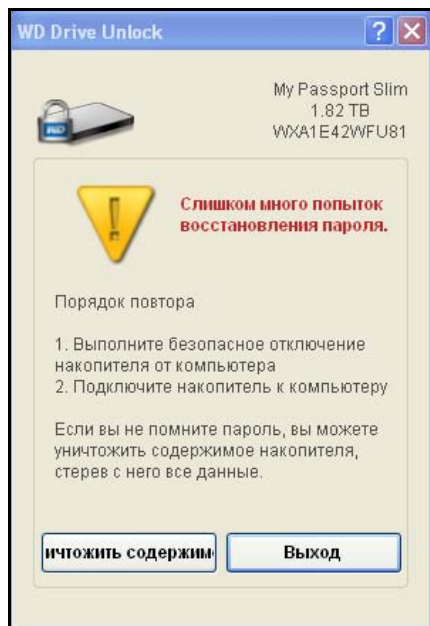 WD Drive Unlock
My Passport Slim
1.82 TB
WXA1E42WFU81
WD
Слишком много попыток
восстановления пароля.
Порядок повтора
1. Выполните безопасное отключение
накопителя от компьютера
2. Подключите накопитель к компьютеру
Если вы не помните пароль, вы можете
уничтожить содержимое накопителя,
стерев с него все данные.
ичтожить содержим
Выход